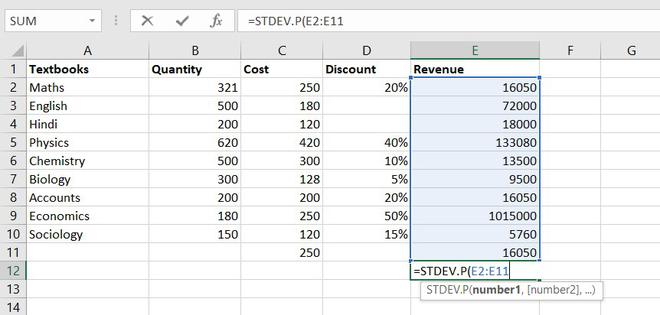 SUM =STDEV.P(E2:E11
A B C D E F G
1 Textbooks Quantity Cost Discount Revenue
2 Maths 321 250 20% 16050
3 English 500 180 72000
4 Hindi 200 120 18000
5 Physics 620 420 40% 133080
6 Chemistry 500 300 10% 13500
7 Biology 300 128 5% 9500
8 Accounts 200 200 20% 16050
9 Economics 180 250 50% 1015000
10 Sociology 150 120 15% 5760
11 250 16050
12 =STDEV.P(E2:E11
13 STDEV.P(number1, [number2], ...)
14